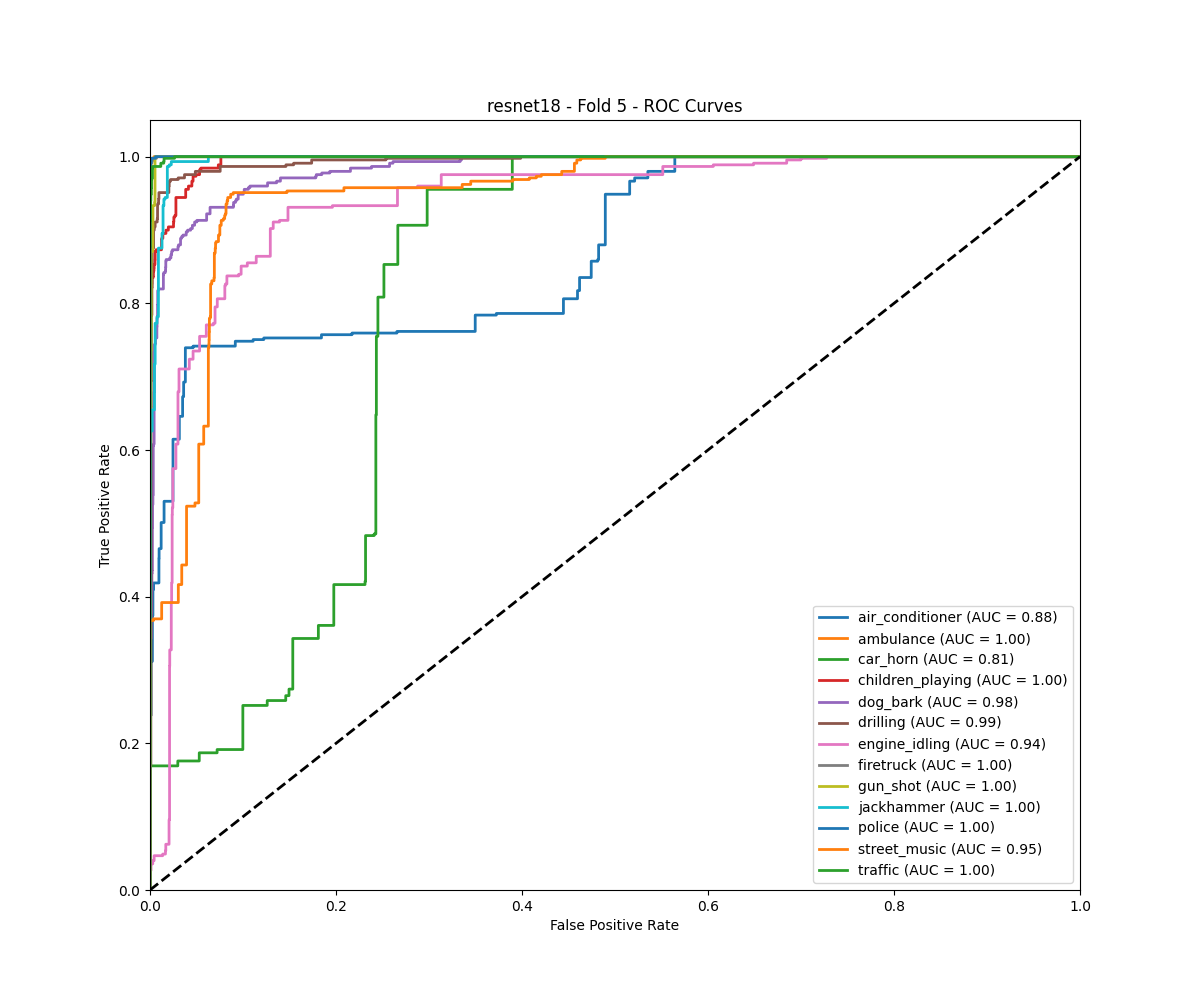 resnet18 - Fold 5 - ROC Curves
1.0
0.8
0.6
0.4
0.2
0.0
True Positive Rate
0.0 0.2 0.4 0.6 0.8 1.0
False Positive Rate
air_conditioner (AUC = 0.88)
ambulance (AUC = 1.00)
car_horn (AUC = 0.81)
children_playing (AUC = 1.00)
dog_bark (AUC = 0.98)
drilling (AUC = 0.99)
engine_idling (AUC = 0.94)
firetruck (AUC = 1.00)
gun_shot (AUC = 1.00)
jackhammer (AUC = 1.00)
police (AUC = 1.00)
street_music (AUC = 0.95)
traffic (AUC = 1.00)